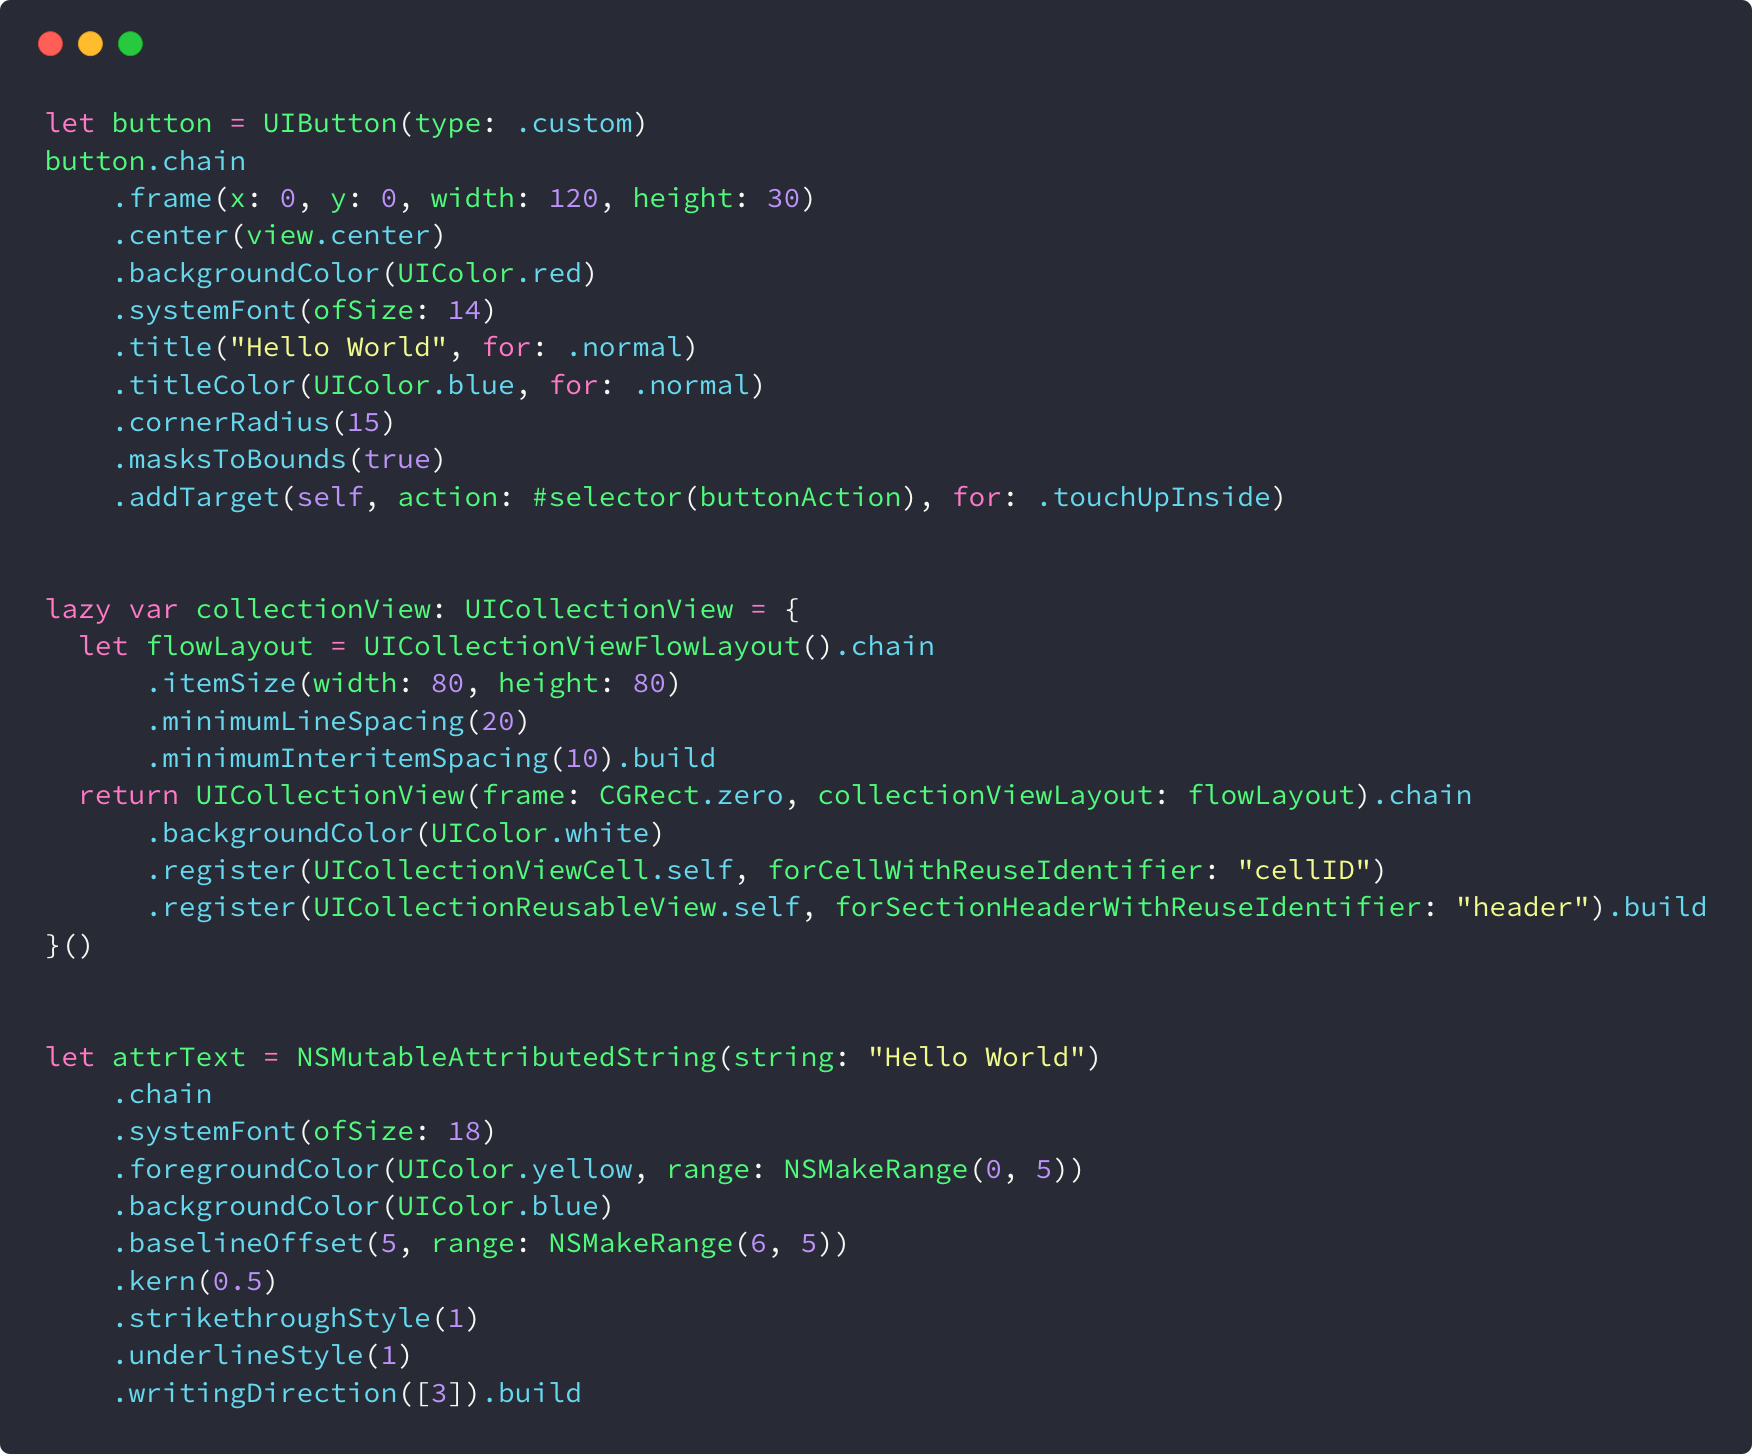 let button = UIButton(type: .custom)
button.chain
    .frame(x: 0, y: 0, width: 120, height: 30)
    .center(view.center)
    .backgroundColor(UIColor.red)
    .systemFont(ofSize: 14)
    .title("Hello World", for: .normal)
    .titleColor(UIColor.blue, for: .normal)
    .cornerRadius(15)
    .masksToBounds(true)
    .addTarget(self, action: #selector(buttonAction), for: .touchUpInside)
lazy var collectionView: UICollectionView = {
  let flowLayout = UICollectionViewFlowLayout().chain
      .itemSize(width: 80, height: 80)
      .minimumLineSpacing(20)
      .minimumInteritemSpacing(10).build
  return UICollectionView(frame: CGRect.zero, collectionViewLayout: flowLayout).chain
      .backgroundColor(UIColor.white)
      .register(UICollectionViewCell.self, forCellWithReuseIdentifier: "cellID")
      .register(UICollectionReusableView.self, forSectionHeaderWithReuseIdentifier: "header").build
}()
let attrText = NSMutableAttributedString(string: "Hello World")
    .chain
    .systemFont(ofSize: 18)
    .foregroundColor(UIColor.yellow, range: NSMakeRange(0, 5))
    .backgroundColor(UIColor.blue)
    .baselineOffset(5, range: NSMakeRange(6, 5))
    .kern(0.5)
    .strikethroughStyle(1)
    .underlineStyle(1)
    .writingDirection([3]).build